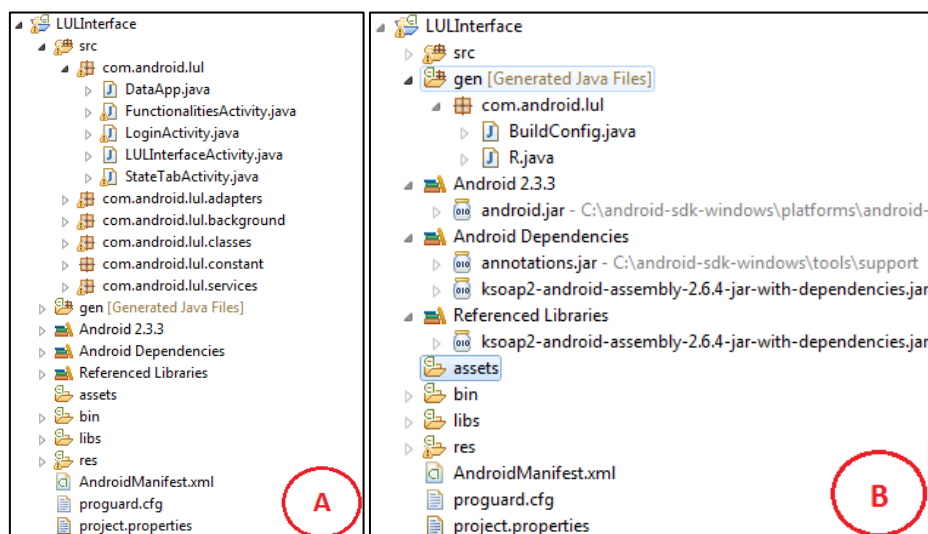 LULInterface
src
com.android.lul
DataApp.java
FunctionalitiesActivity.java
LoginActivity.java
LULInterfaceActivity.java
StateTabActivity.java
com.android.lul.adapters
com.android.lul.background
com.android.lul.classes
com.android.lul.constant
com.android.lul.services
gen [Generated Java Files]
Android 2.3.3
Android Dependencies
Referenced Libraries
assets
bin
libs
res
AndroidManifest.xml
proguard.cfg
project.properties
A
LULInterface
src
gen [Generated Java Files]
com.android.lul
BuildConfig.java
R.java
Android 2.3.3
android.jar - C:\android-sdk-windows\platforms\android-
Android Dependencies
annotations.jar - C:\android-sdk-windows\tools\support
ksoap2-android-assembly-2.6.4-jar-with-dependencies.jar
Referenced Libraries
ksoap2-android-assembly-2.6.4-jar-with-dependencies.jar
assets
bin
libs
res
AndroidManifest.xml
proguard.cfg
project.properties
B